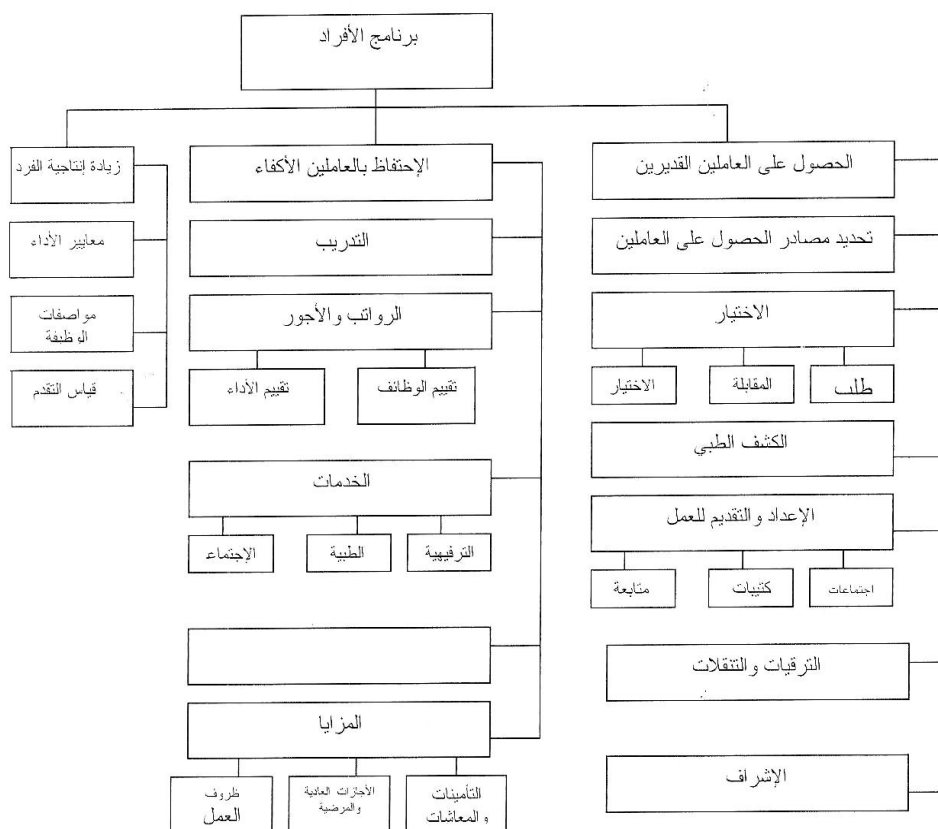 برنامج الأفراد
الحصول على العاملين القديرين
تحديد مصادر الحصول على العاملين
الاختيار
طلب
المقابلة
الاختيار
الكشف الطبي
الإعداد والتقديم للعمل
اجتماعات
كتيبات
متابعة
الترقيات والتنقلات
الإشراف
الإحتفاظ بالعاملين الأكفاء
التدريب
الرواتب والأجور
تقييم الوظائف
تقييم الأداء
الخدمات
الترفيهية
الطبية
الإجتماء
المزايا
التأمينات
والمعاشات
الأجازات العادية
والمرضية
ظروف
العمل
زيادة إنتاجية الفرد
معايير الأداء
مواصفات
الوظيفة
قياس التقدم